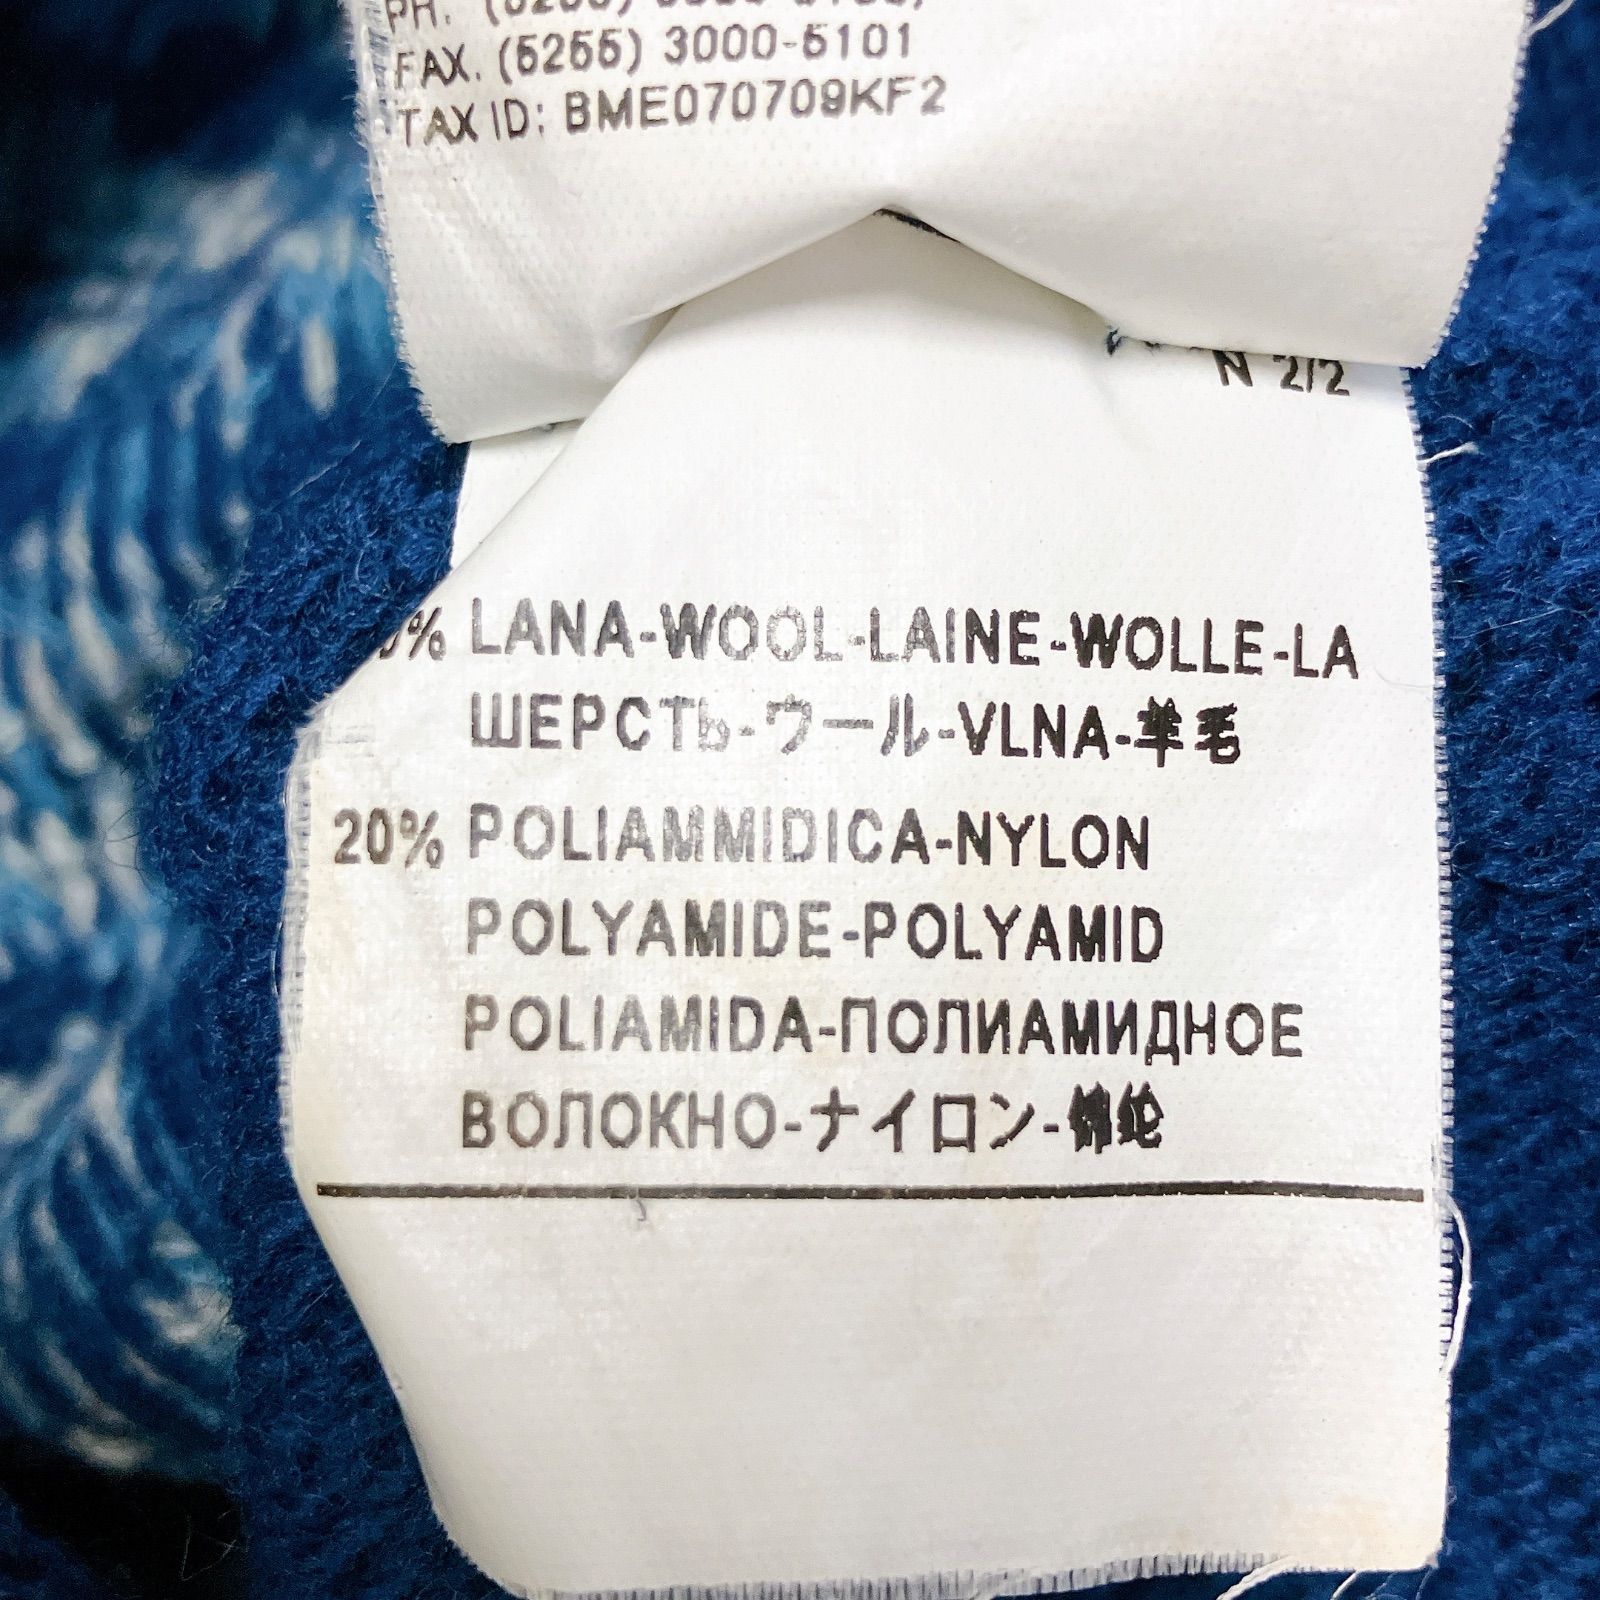 FAX. (5255) 3000-5101
TAX ID: BME070709KF2
N 2/2
% LANA-WOOL-LAINE-WOLLE-LA
ШЕРСТЬ-ウール-VLNA-羊毛
20% POLIAMMIDICA-NYLON
POLYAMIDE-POLYAMID
POLIAMIDA-ПОЛИАМИДНОЕ
ВОЛОКНО-ナイロン-锦纶